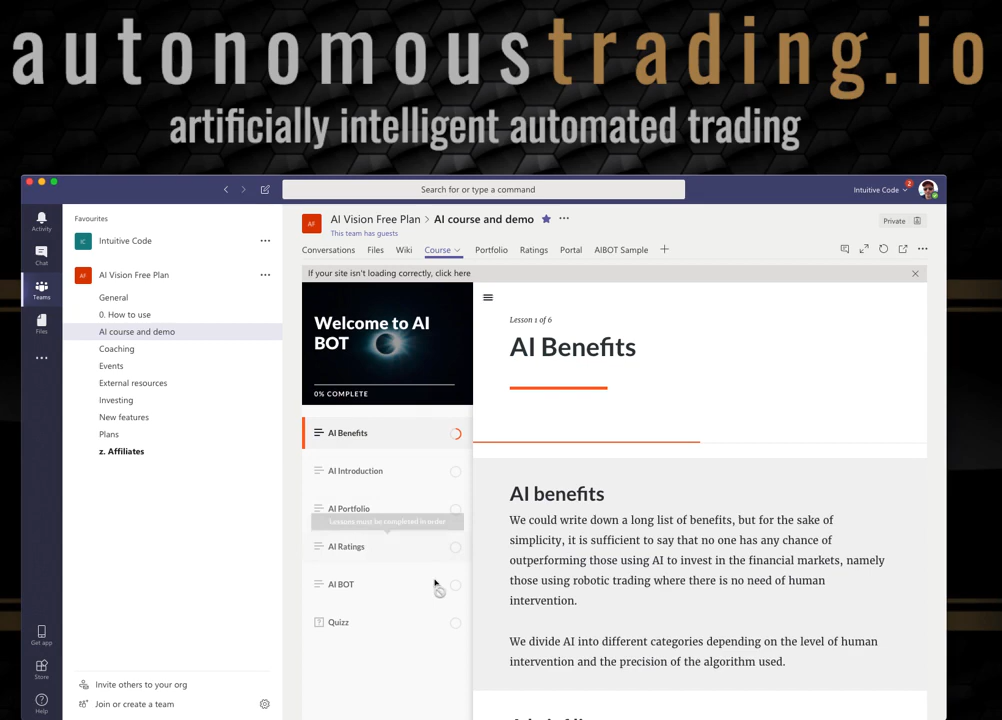 autonomoustrading.io
artificially intelligent automated trading
Search for or type a command
Intuitive Code
2
Activity
Chat
Teams
Files
Get app
Store
Help
Favourites
IC Intuitive Code
AF AI Vision Free Plan
General
0. How to use
AI course and demo
Coaching
Events
External resources
Investing
New features
Plans
z. Affiliates
Invite others to your org
Join or create a team
AF
AI Vision Free Plan > AI course and demo
This team has guests
Private
Conversations Files Wiki Course Portfolio Ratings Portal AIBOT Sample
If your site isn't loading correctly, click here
Welcome to AI
BOT
0% COMPLETE
AI Benefits
AI Introduction
AI Portfolio
Lessons must be completed in order
AI Ratings
AI BOT
Quizz
Lesson 1 of 6
AI Benefits
AI benefits
We could write down a long list of benefits, but for the sake of
simplicity, it is sufficient to say that no one has any chance of
outperforming those using AI to invest in the financial markets, namely
those using robotic trading where there is no need of human
intervention.
We divide AI into different categories depending on the level of human
intervention and the precision of the algorithm used.